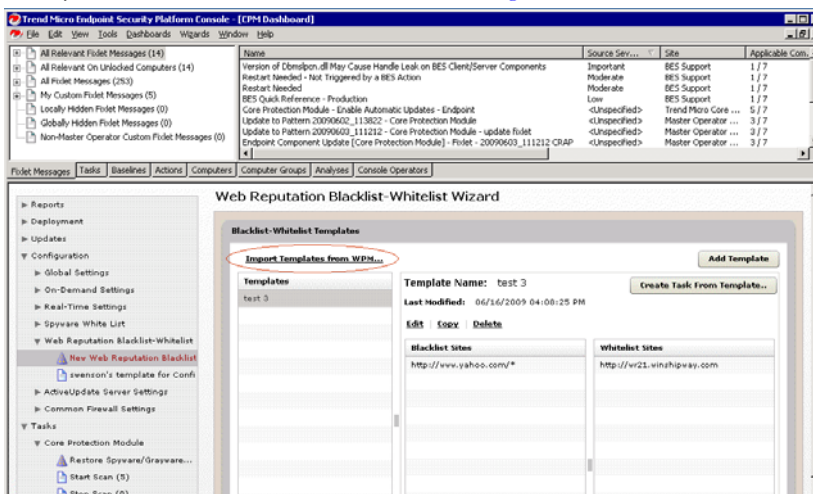 Trend Micro Endpoint Security Platform Console - [CPM Dashboard]
File Edit View Tools Dashboards Wizards Window Help
All Relevant Fixlet Messages (14)
All Relevant On Unlocked Computers (14)
All Fixlet Messages (253)
My Custom Fixlet Messages (5)
Locally Hidden Fixlet Messages (0)
Globally Hidden Fixlet Messages (0)
Non-Master Operator Custom Fixlet Messages (0)
Name Source Sev... Site Applicable Com.
Version of Dbmslpcn.dll May Cause Handle Leak on BES Client/Server Components Important BES Support 1 / 7
Restart Needed - Not Triggered by a BES Action Moderate BES Support 1 / 7
Restart Needed Moderate BES Support 1 / 7
BES Quick Reference - Production Low BES Support 1 / 7
Core Protection Module - Enable Automatic Updates - Endpoint <Unspecified> Trend Micro Core ... 5 / 7
Update to Pattern 20090602_113822 - Core Protection Module <Unspecified> Master Operator ... 3 / 7
Update to Pattern 20090603_111212 - Core Protection Module - update fixlet <Unspecified> Master Operator ... 3 / 7
Endpoint Component Update [Core Protection Module] - Fixlet - 20090603_111212 CRAP <Unspecified> Master Operator ... 3 / 7
Fixlet Messages Tasks Baselines Actions Computers Computer Groups Analyses Console Operators
Reports
Deployment
Updates
Configuration
Global Settings
On-Demand Settings
Real-Time Settings
Spyware White List
Web Reputation Blacklist-Whitelist
New Web Reputation Blacklist
swenson's template for Confi
ActiveUpdate Server Settings
Common Firewall Settings
Tasks
Core Protection Module
Restore Spyware/Grayware...
Start Scan (5)
Stop Scan (0)
Web Reputation Blacklist-Whitelist Wizard
Blacklist-Whitelist Templates
Import Templates from WPM...
Add Template
Templates
test 3
Template Name: test 3
Create Task From Template...
Last Modified: 06/16/2009 04:08:25 PM
Edit Copy Delete
Blacklist Sites
http://www.yahoo.com/*
Whitelist Sites
http://wr21.winshipway.com